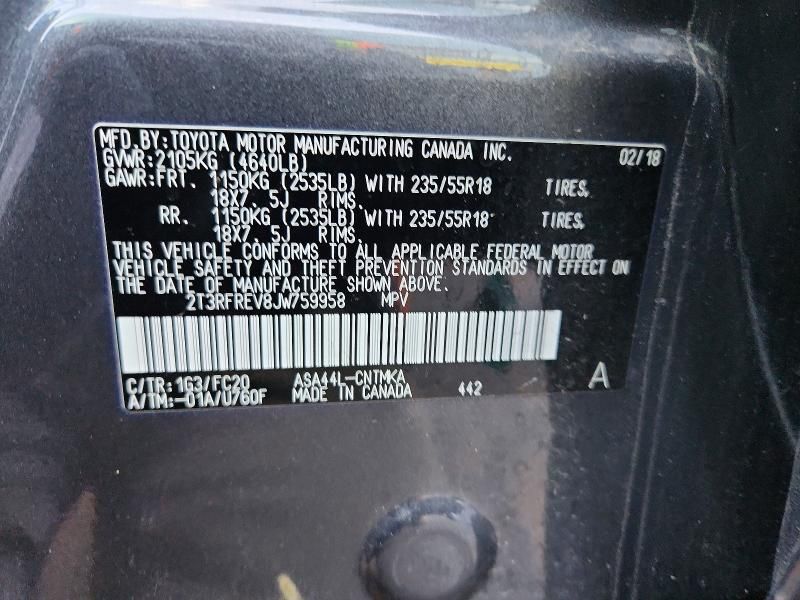 MFD.BY:TOYOTA MOTOR MANUFACTURING CANADA INC. 02/18
GVWR:2105KG (4640LB)
GAWR:FRT. 1150KG (2535LB) WITH 235/55R18 TIRES,
18X7. 5J RIMS.
RR. 1150KG (2535LB) WITH 235/55R18 TIRES,
18X7. 5J RIMS.
THIS VEHICLE CONFORMS TO ALL APPLICABLE FEDERAL MOTOR
VEHICLE SAFETY AND THEFT PREVENTION STANDARDS IN EFFECT ON
THE DATE OF MANUFACTURE SHOWN ABOVE.
2T3RFREV8JW759958 MPV
C/TR:1G3/FC20 ASA44L-CNTMKA 442 A
A/TM:-01A/U760F MADE IN CANADA